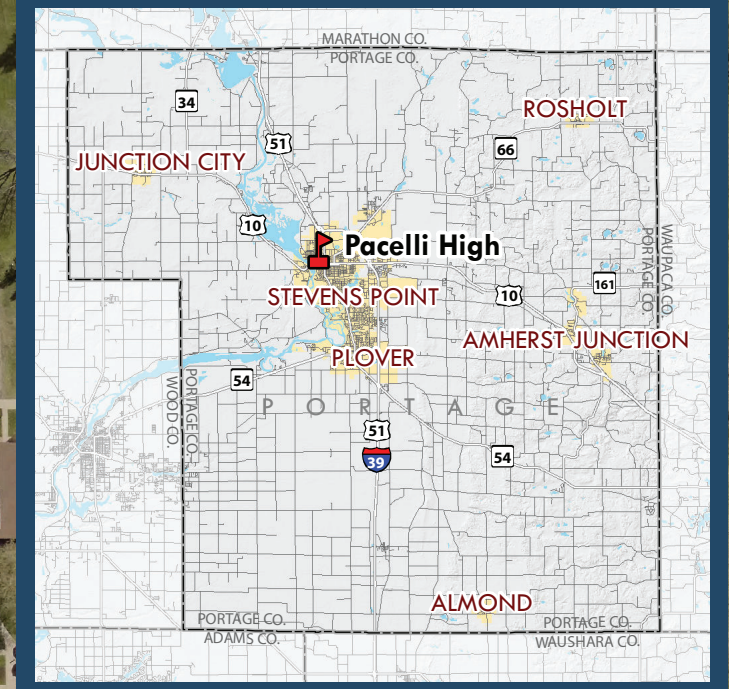 MARATHON CO.
PORTAGE CO.
34
ROSHOLT
51
66
JUNCTION CITY
10
Pacelli High
WAUPACA CO.
PORTAGE CO.
161
STEVENS POINT
10
AMHERST JUNCTION
PLOVER
54
PORTAGE CO.
WOOD CO.
PORTAGE
51
39
54
ALMOND
PORTAGE CO.
ADAMS CO.
PORTAGE CO.
WAUSHARA CO.